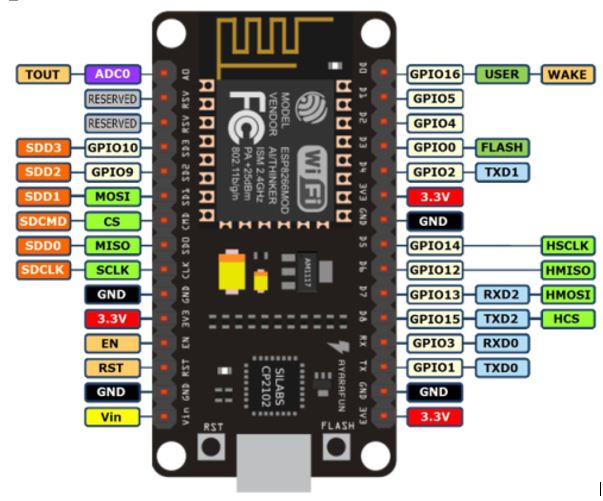 TOUT ADC0 A0 D0 GPIO16 USER WAKE
RESERVED RSV D1 GPIO5
RESERVED RSV D2 GPIO4
SDD3 GPIO10 SD3 D3 GPIO0 FLASH
SDD2 GPIO9 SD2 D4 GPIO2 TXD1
SDD1 MOSI SD1 3V3 3.3V
SDCMD CS CMD GND GND
SDD0 MISO SDO D5 GPIO14 HSCLK
SDCLK SCLK CLK D6 GPIO12 HMISO
GND GND D7 GPIO13 RXD2 HMOSI
3.3V 3V3 D8 GPIO15 TXD2 HCS
EN EN RX GPIO3 RXD0
RST RST TX GPIO1 TXD0
GND GND GND GND
Vin Vin 3V3 3.3V
MODEL ESP8266MOD
VENDOR AI/THINKER
ISM 2.4GHz
PA +25dBm
802.11b/g/n
FC
Wi Fi
AM1117
SILABS
CP2102
AYARAFUN
RST
FLASH